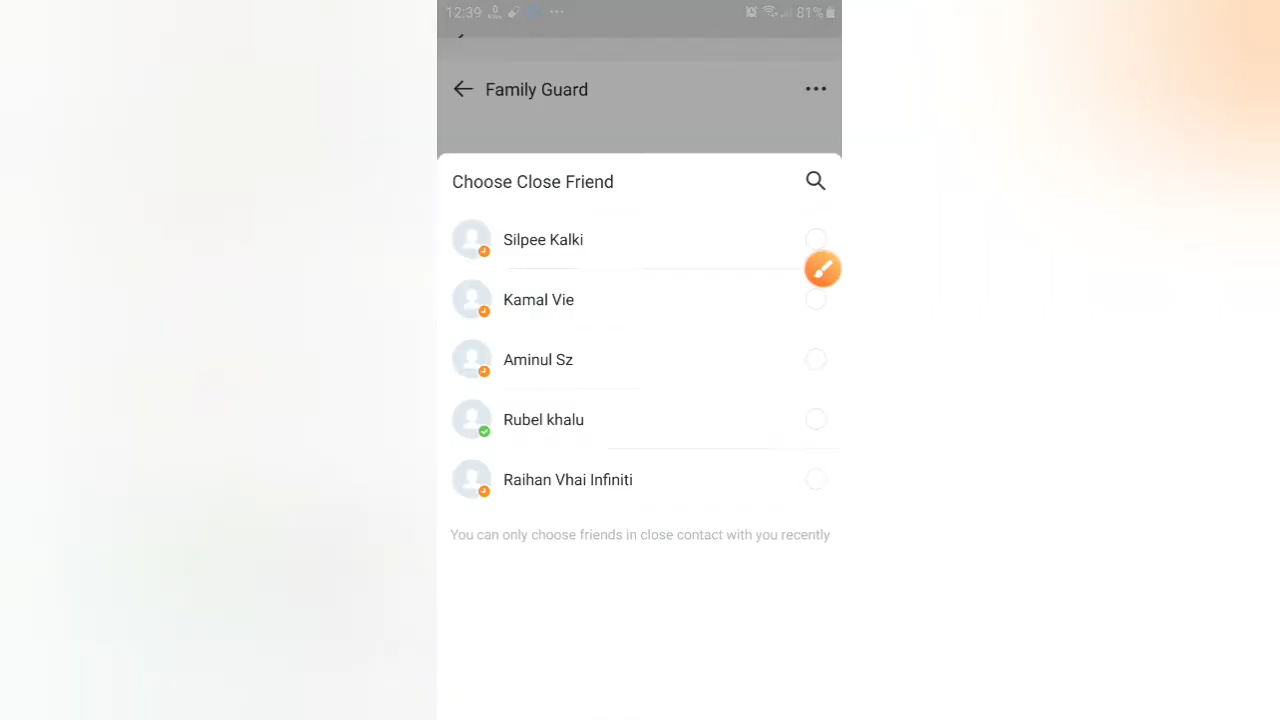 12:39 81%
Family Guard
Choose Close Friend
Silpee Kalki
Kamal Vie
Aminul Sz
Rubel khalu
Raihan Vhai Infiniti
You can only choose friends in close contact with you recently